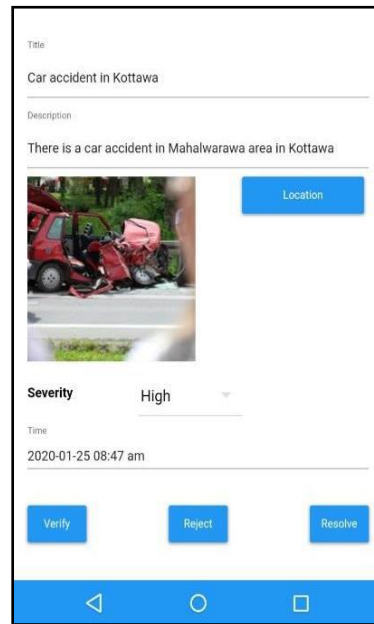 Title
Car accident in Kottawa
Description
There is a car accident in Mahalwarawa area in Kottawa
Location
Severity High
Time
2020-01-25 08:47 am
Verify Reject Resolve